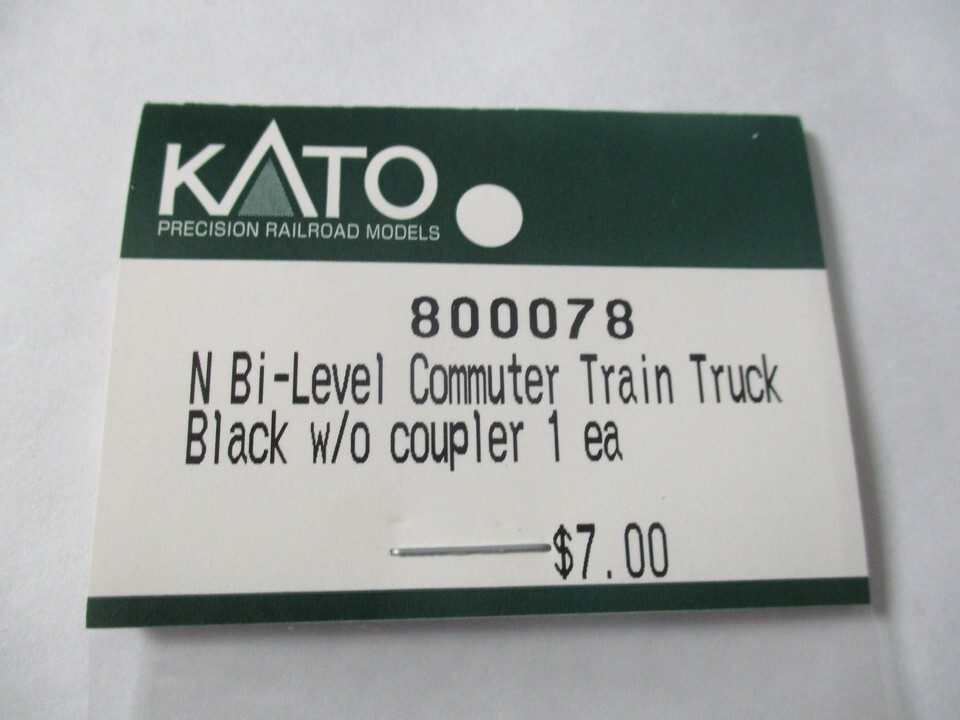 KATO
PRECISION RAILROAD MODELS
800078
N Bi-Level Commuter Train Truck
Black w/o coupler 1 ea
$7.00